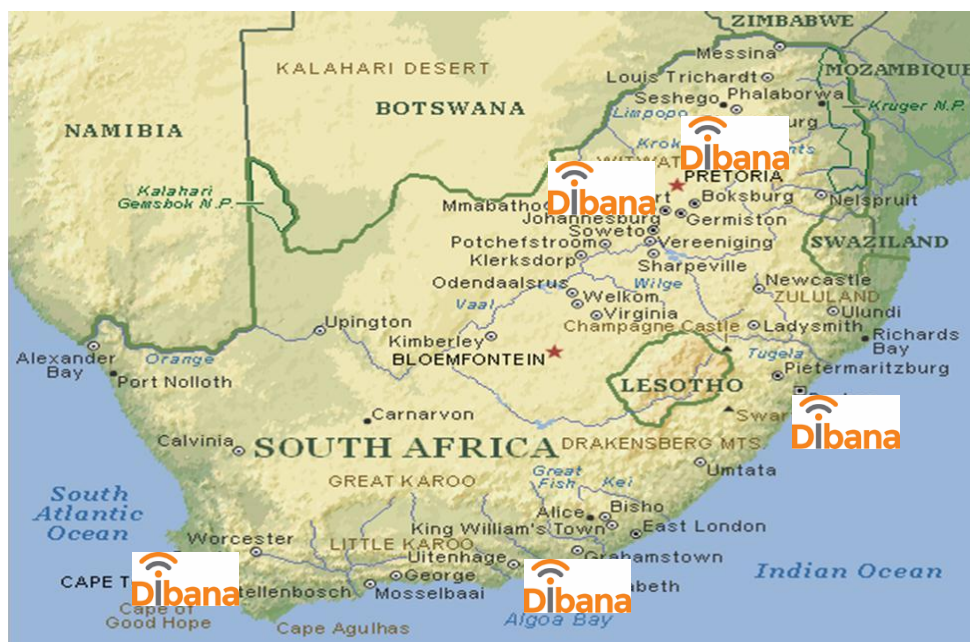 ZIMBABWE
Messina
KALAHARI DESERT
Louis Trichardt
MOZAMBIQUE
BOTSWANA
Seshego
Phalaborwa
Kruger N.P.
Limpopo
NAMIBIA
Dibana
PRETORIA
Kalahari
Gemsbok N.P.
Dibana
Mmabatho
Boksburg
Nelspruit
Johannesburg
Germiston
Soweto
Potchefstroom
Vereeniging
SWAZILAND
Klerksdorp
Sharpeville
Odendaalsrus
Wilge
Newcastle
Vaal
Welkom
ZULULAND
Virginia
Ulundi
Upington
Champagne Castle
Ladysmith
Kimberley
Richards
Bay
Alexander
Bay
Orange
BLOEMFONTEIN
Tugela
Port Nolloth
Pietermaritzburg
LESOTHO
Carnarvon
Dibana
Calvinia
SOUTH AFRICA
DRAKENSBERG MTS.
Umtata
GREAT KAROO
Great
Fish
Kei
South
Atlantic
Ocean
Alice
Bisho
King William's Town
East London
Worcester
LITTLE KAROO
Uitenhage
Grahamstown
CAPE T
Dibana
George
Mosselbaai
Dibana
Indian Ocean
Cape of
Good Hope
Algoa Bay
Cape Agulhas